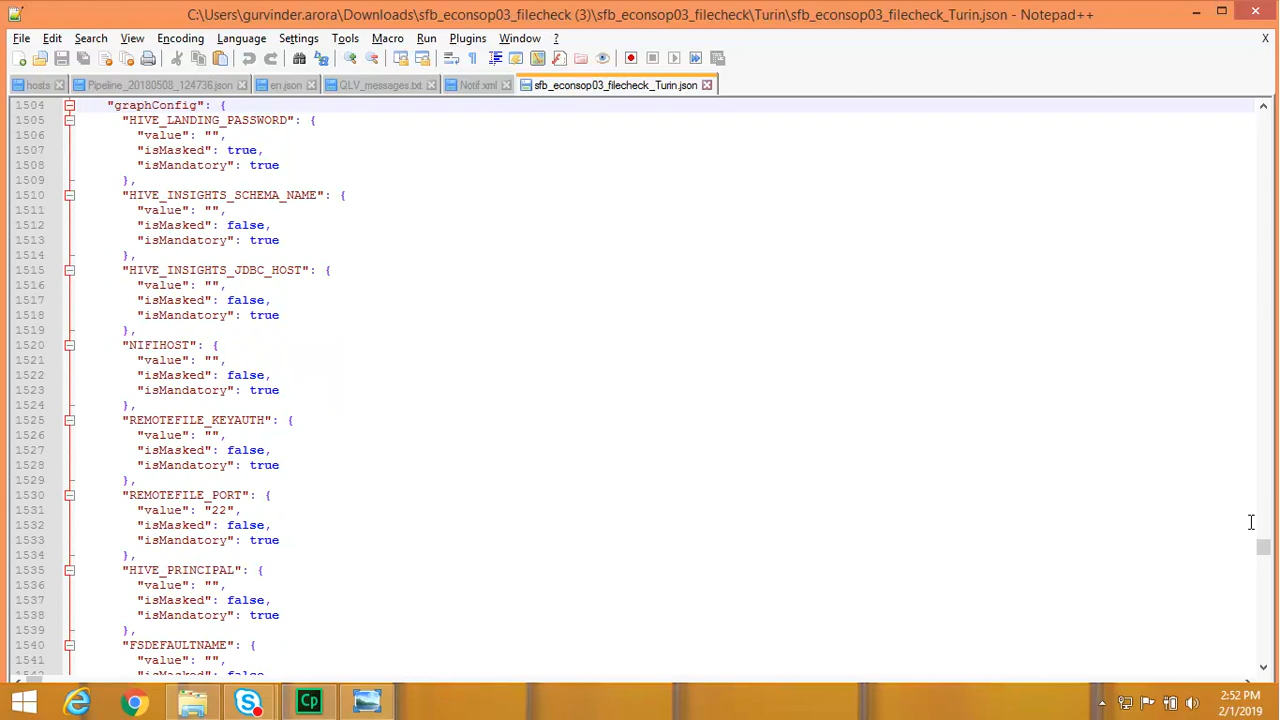 C:\Users\gurvinder.arora\Downloads\sfb_econsop03_filecheck (3)\sfb_econsop03_filecheck\Turin\sfb_econsop03_filecheck_Turin.json - Notepad++
File Edit Search View Encoding Language Settings Tools Macro Run Plugins Window ? X
hosts Pipeline_20180508_124736.json en.json QLV_messages.txt Notif.xml sfb_econsop03_filecheck_Turin.json
1504 "graphConfig": {
1505 "HIVE_LANDING_PASSWORD": {
1506 "value": "",
1507 "isMasked": true,
1508 "isMandatory": true
1509 },
1510 "HIVE_INSIGHTS_SCHEMA_NAME": {
1511 "value": "",
1512 "isMasked": false,
1513 "isMandatory": true
1514 },
1515 "HIVE_INSIGHTS_JDBC_HOST": {
1516 "value": "",
1517 "isMasked": false,
1518 "isMandatory": true
1519 },
1520 "NIFIHOST": {
1521 "value": "",
1522 "isMasked": false,
1523 "isMandatory": true
1524 },
1525 "REMOTEFILE_KEYAUTH": {
1526 "value": "",
1527 "isMasked": false,
1528 "isMandatory": true
1529 },
1530 "REMOTEFILE_PORT": {
1531 "value": "22",
1532 "isMasked": false,
1533 "isMandatory": true
1534 },
1535 "HIVE_PRINCIPAL": {
1536 "value": "",
1537 "isMasked": false,
1538 "isMandatory": true
1539 },
1540 "FSDEFAULTNAME": {
1541 "value": "",
"isMasked": false
Cp
2:52 PM
2/1/2019